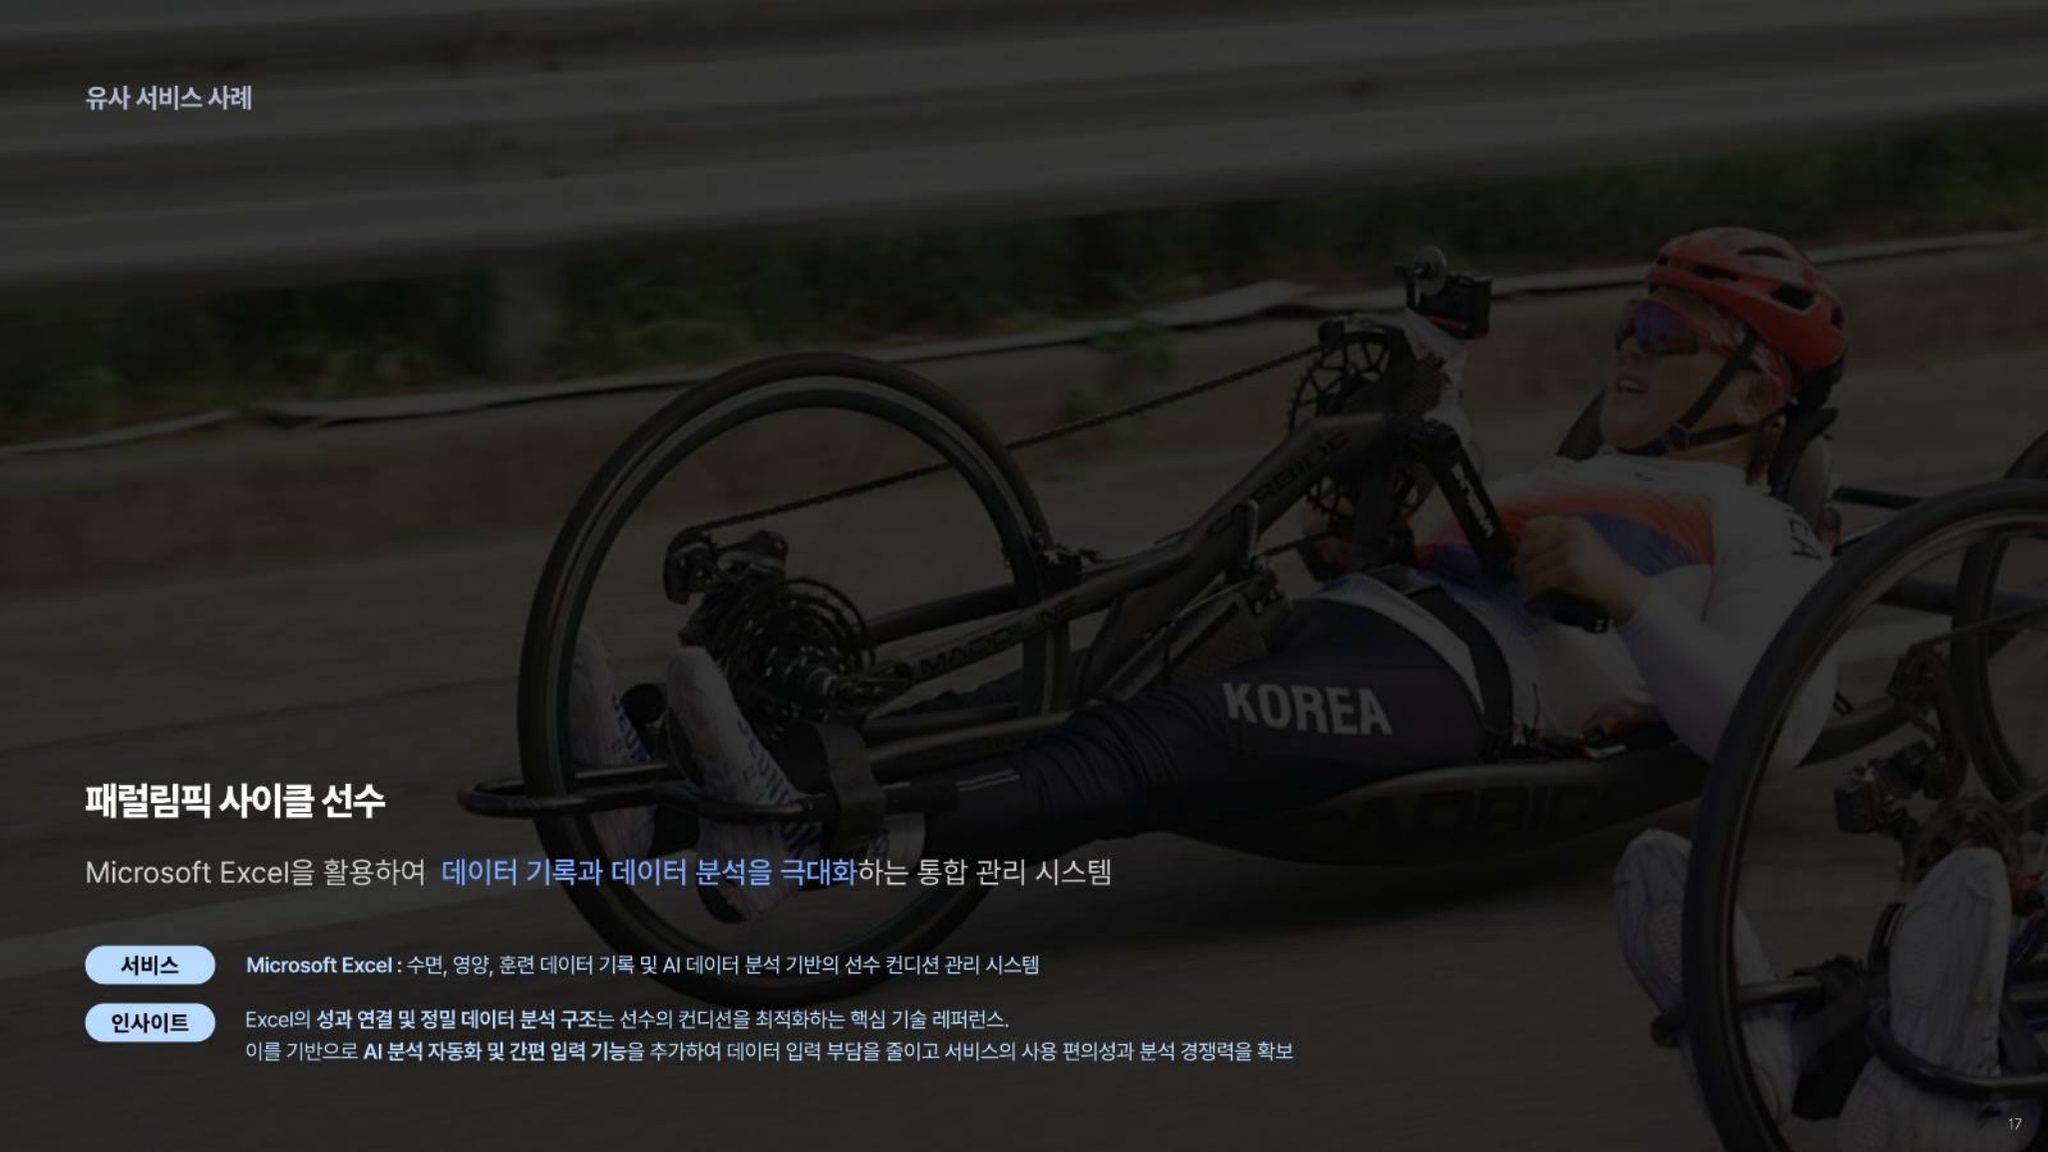 유사 서비스 사례
CARBIDE
KOREA
패럴림픽 사이클 선수
Microsoft Excel을 활용하여 데이터 기록과 데이터 분석을 극대화하는 통합 관리 시스템
서비스
Microsoft Excel : 수면, 영양, 훈련 데이터 기록 및 AI 데이터 분석 기반의 선수 컨디션 관리 시스템
인사이트
Excel의 성과 연결 및 정밀 데이터 분석 구조는 선수의 컨디션을 최적화하는 핵심 기술 레퍼런스.
이를 기반으로 AI 분석 자동화 및 간편 입력 기능을 추가하여 데이터 입력 부담을 줄이고 서비스의 사용 편의성과 분석 경쟁력을 확보
17